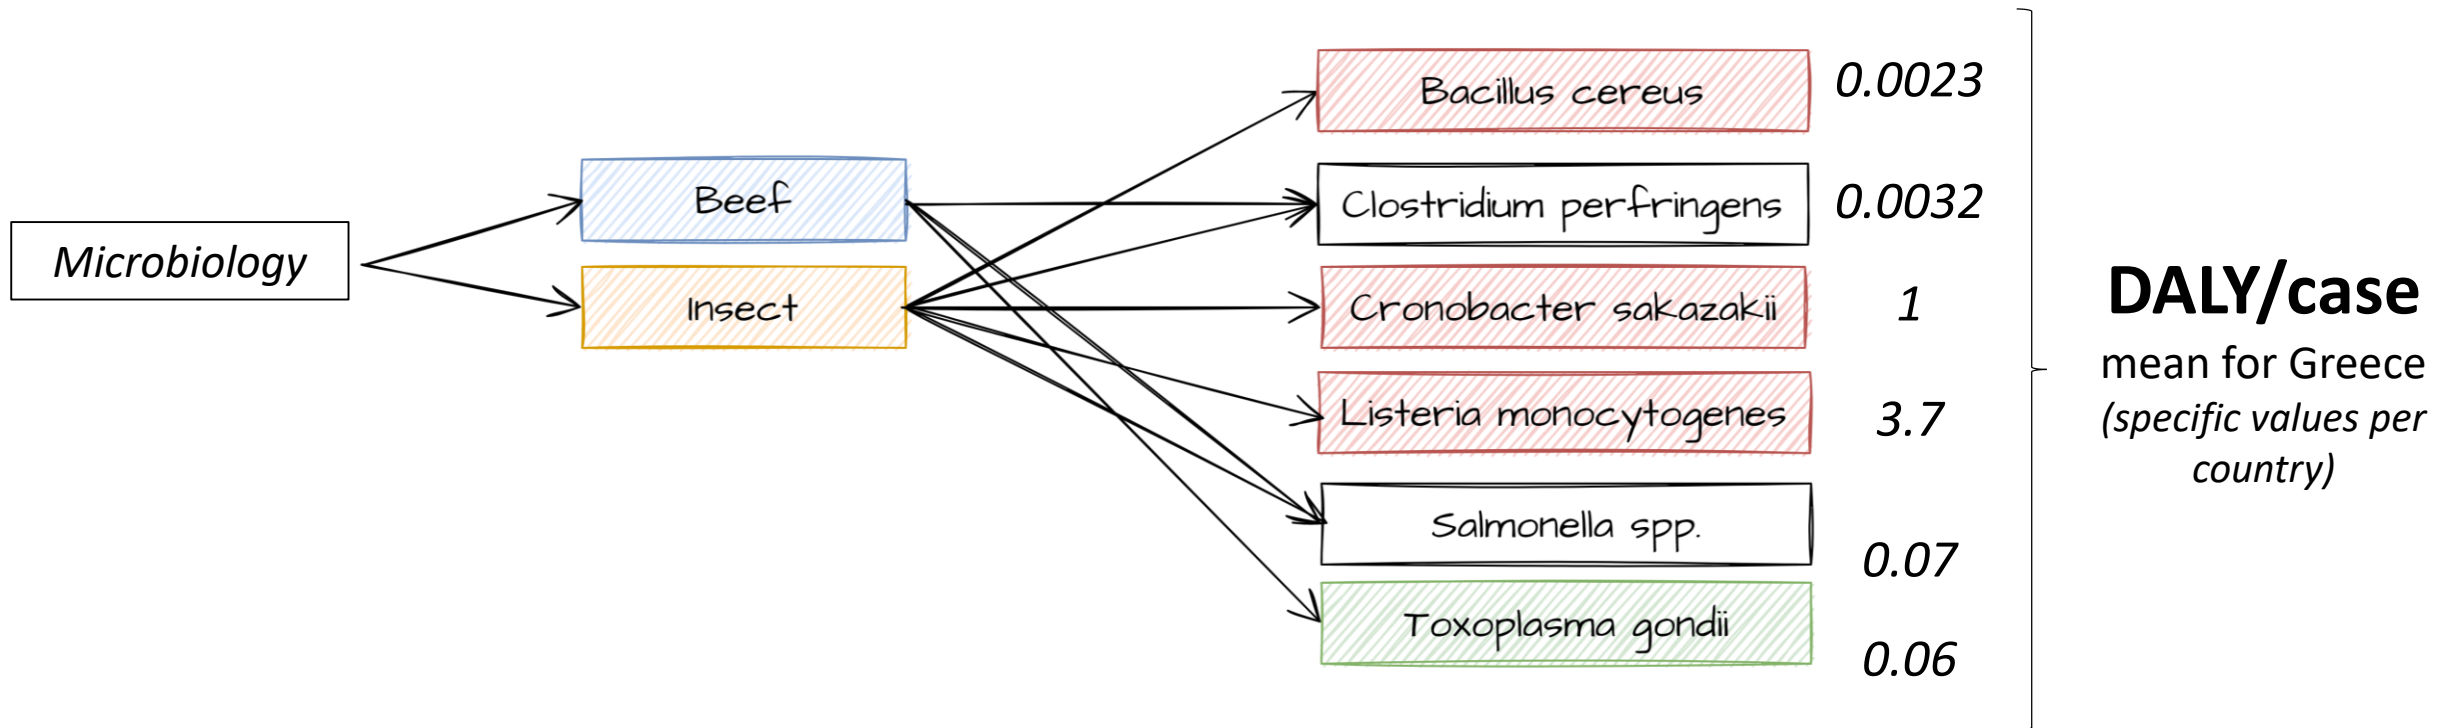 Microbiology
Beef
Insect
Bacillus cereus
0.0023
Clostridium perfringens
0.0032
Cronobacter sakazakii
1
Listeria monocytogenes
3.7
Salmonella spp.
0.07
Toxoplasma gondii
0.06
DALY/case
mean for Greece
(specific values per
country)